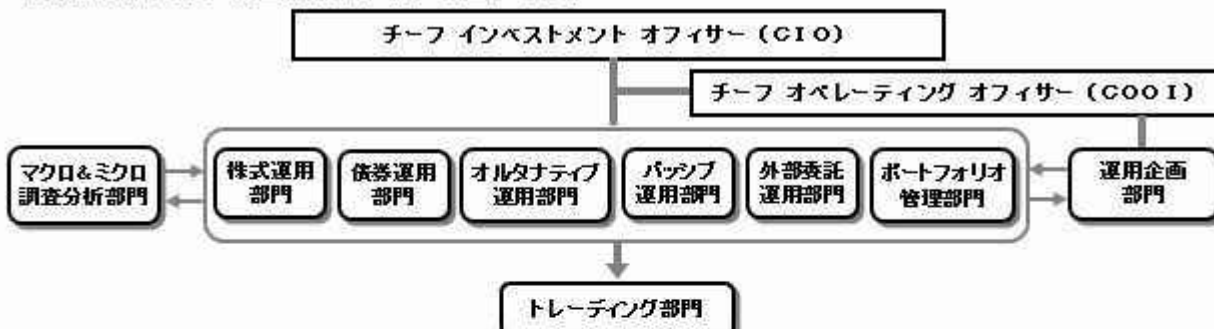 チーフ インベストメント オフィサー (CIO)
チーフ オペレーティング オフィサー (COO I)
マクロ&ミクロ
調査分析部門
株式運用
部門
債券運用
部門
オルタナティブ
運用部門
パッシブ
運用部門
外部委託
運用部門
ポートフォリオ
管理部門
運用企画
部門
トレーディング部門